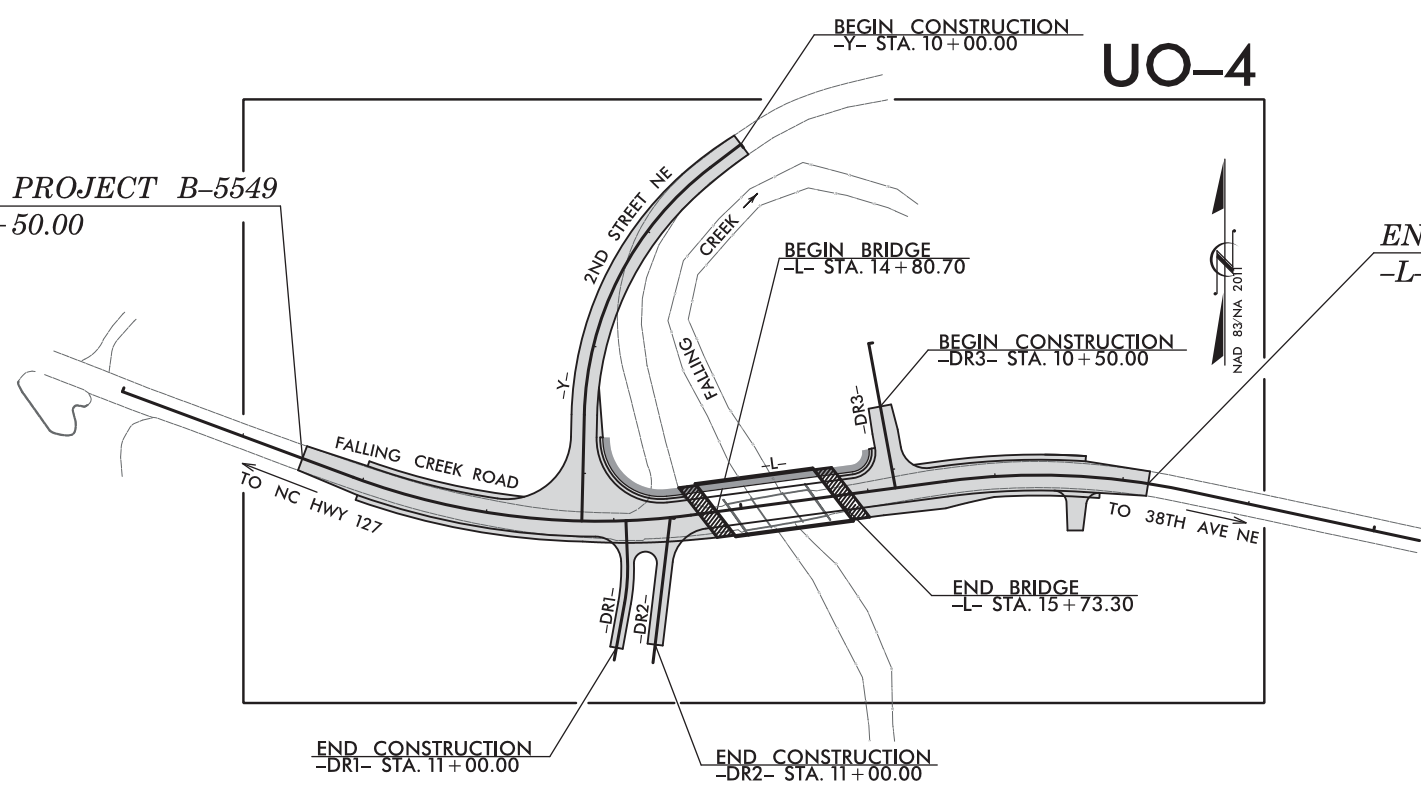 BEGIN CONSTRUCTION
-Y- STA. 10+00.00
UO-4
PROJECT B-5549
50.00
2ND STREET NE
CREEK
BEGIN BRIDGE
-L- STA. 14+80.70
EN
-L-
NAD 83/NA 2011
BEGIN CONSTRUCTION
-DR3- STA. 10+50.00
FALLING
-Y-
-DR3-
FALLING CREEK ROAD
-L-
TO NC HWY 127
TO 38TH AVE NE
END BRIDGE
-L- STA. 15+73.30
-DR1-
-DR2-
END CONSTRUCTION
-DR1- STA. 11+00.00
END CONSTRUCTION
-DR2- STA. 11+00.00